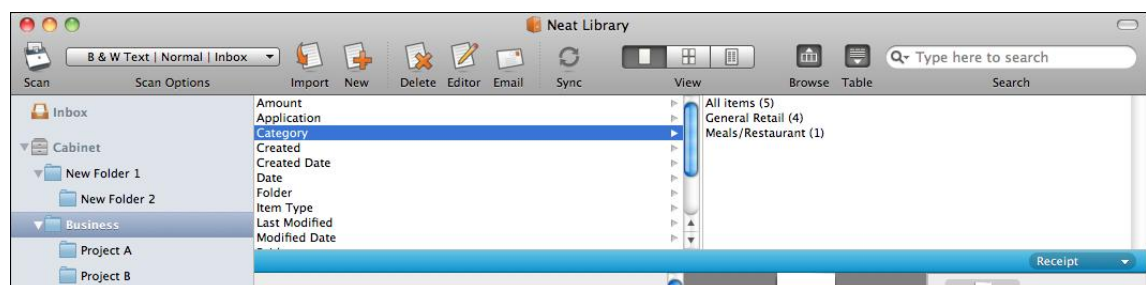 Neat Library
B & W Text | Normal | Inbox
Type here to search
Scan Scan Options Import New Delete Editor Email Sync View Browse Table Search
Inbox
Cabinet
New Folder 1
New Folder 2
Business
Project A
Project B
Amount
Application
Category
Created
Created Date
Date
Folder
Item Type
Last Modified
Modified Date
All items (5)
General Retail (4)
Meals/Restaurant (1)
Receipt